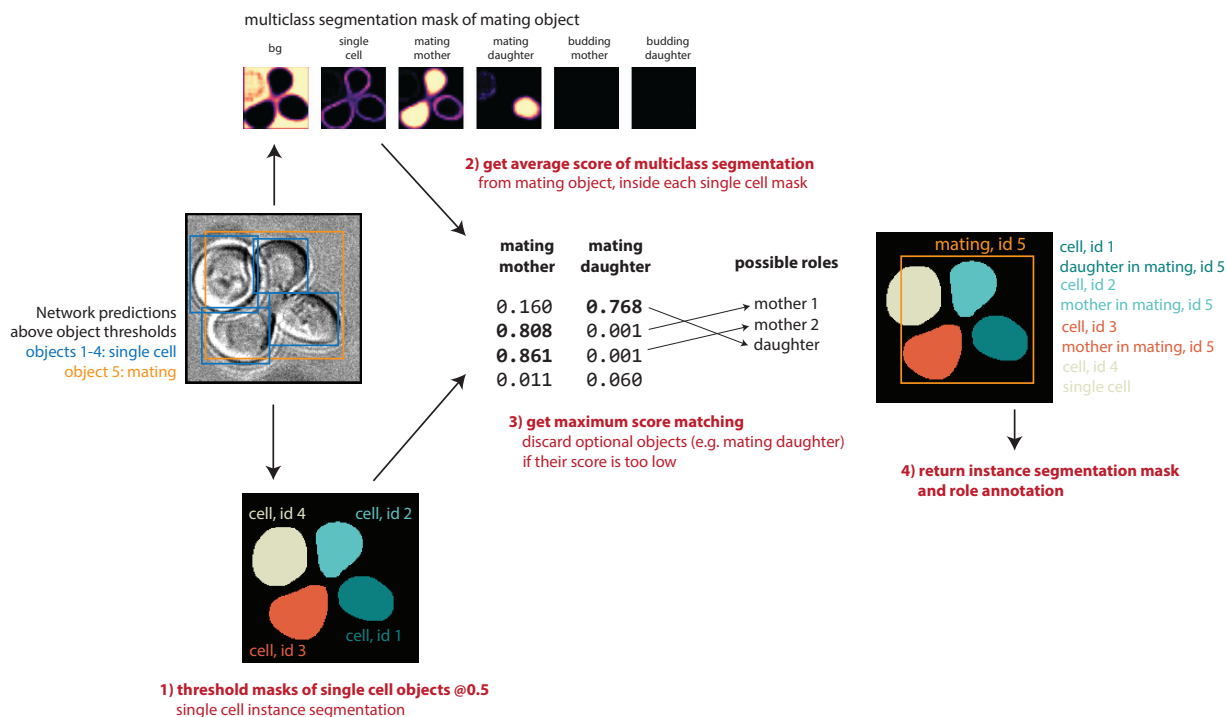 multiclass segmentation mask of mating object
bg
single
cell
mating
mother
mating
daughter
budding
mother
budding
daughter
2) get average score of multiclass segmentation
from mating object, inside each single cell mask
Network predictions
above object thresholds
objects 1-4: single cell
object 5: mating
mating
mother
mating
daughter
possible roles
0.160 0.768
0.808 0.001
0.861 0.001
0.011 0.060
mother 1
mother 2
daughter
3) get maximum score matching
discard optional objects (e.g. mating daughter)
if their score is too low
mating, id 5
cell, id 1
daughter in mating, id 5
cell, id 2
mother in mating, id 5
cell, id 3
mother in mating, id 5
cell, id 4
single cell
4) return instance segmentation mask
and role annotation
cell, id 4
cell, id 2
cell, id 1
cell, id 3
1) threshold masks of single cell objects @0.5
single cell instance segmentation